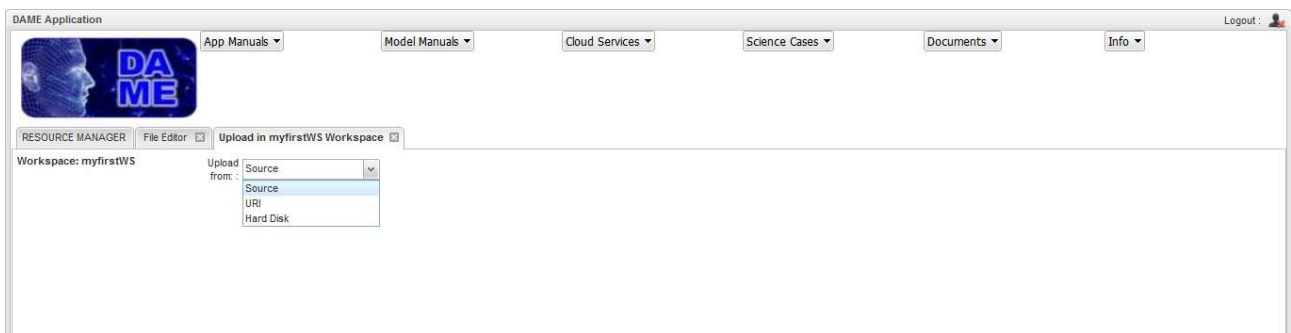 DAME Application
Logout :
DA
ME
App Manuals
Model Manuals
Cloud Services
Science Cases
Documents
Info
RESOURCE MANAGER
File Editor
Upload in myfirstWS Workspace
Workspace: myfirstWS
Upload
from: :
Source
Source
URI
Hard Disk